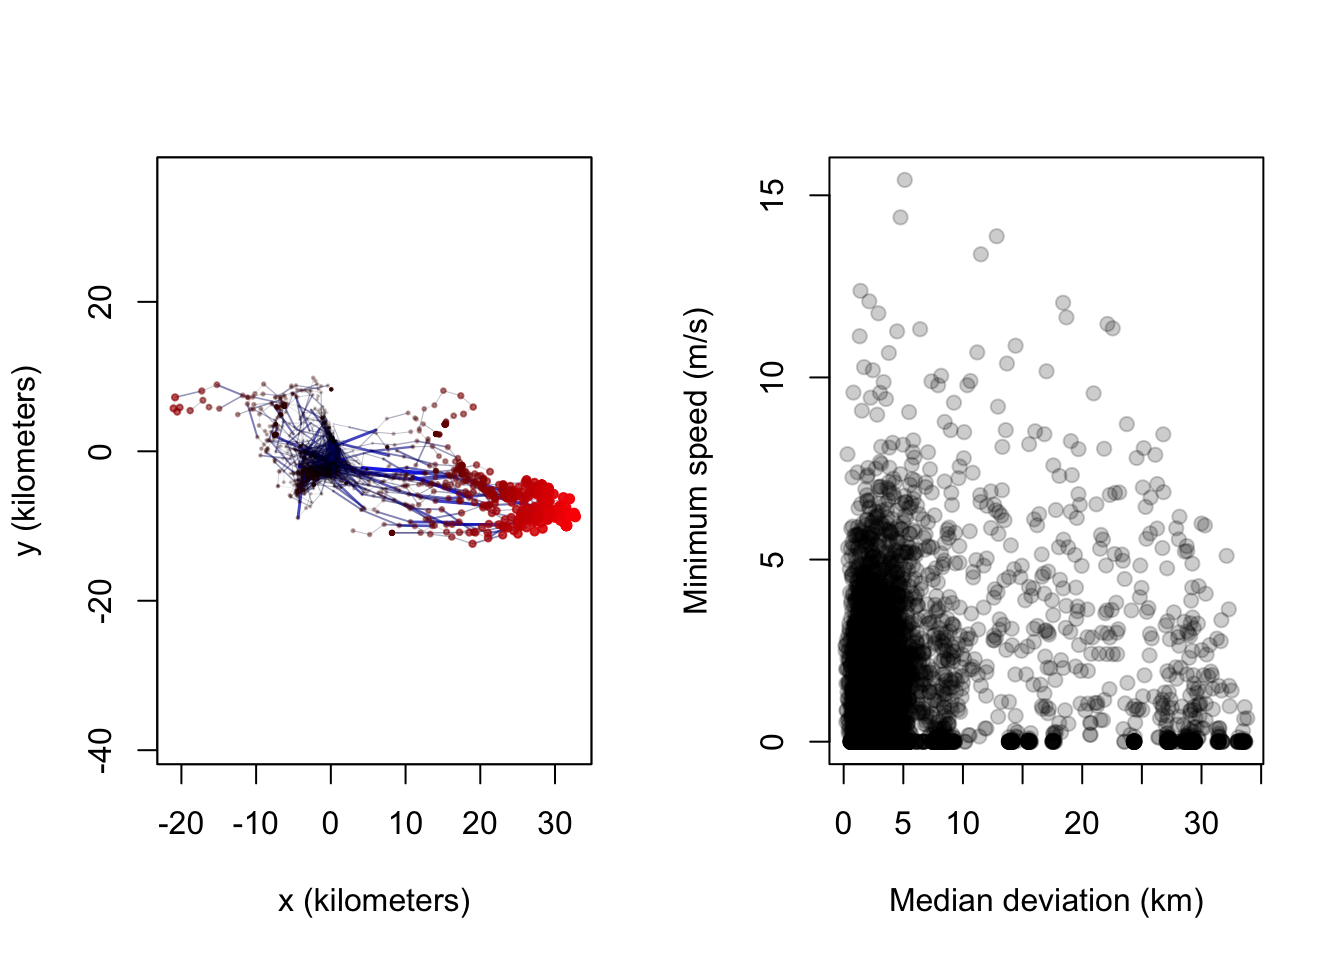 y (kilometers)
20
0
-20
-40
-20 -10 0 10 20 30
x (kilometers)
Minimum speed (m/s)
15
10
5
0
0 5 10 20 30
Median deviation (km)